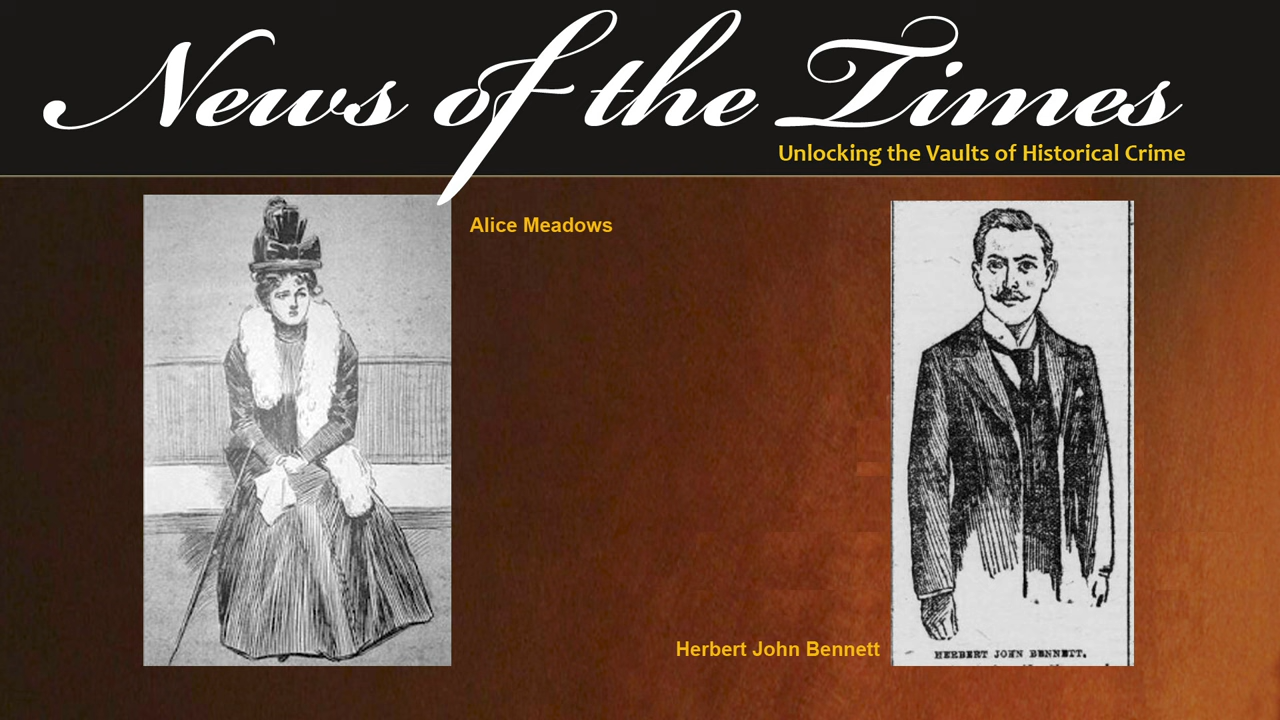 News of the Times
Unlocking the Vaults of Historical Crime
Alice Meadows
Herbert John Bennett
HERBERT JOHN BENNETT.